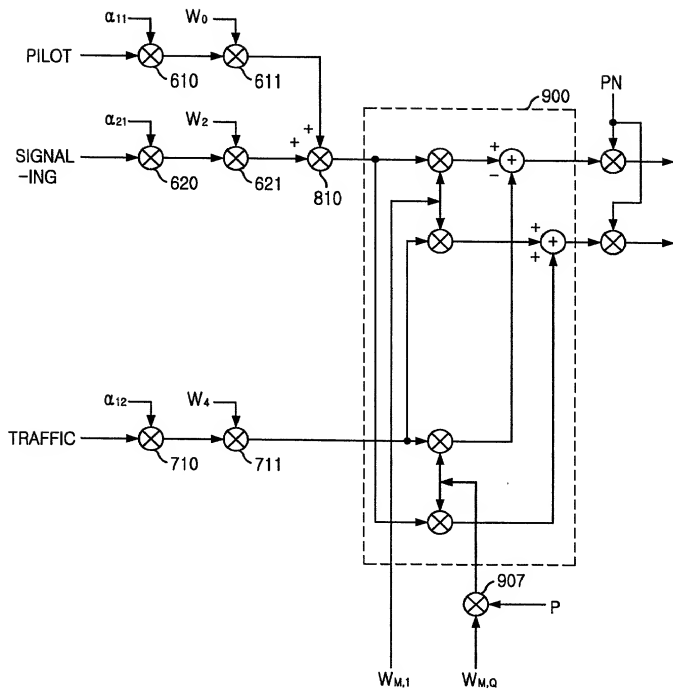 α11 W0
PILOT
610 611
900
PN
α21 W2
+
SIGNAL
-ING
+
620 621
810
+
+
−
+
+
+
+
α12 W4
TRAFFIC
710 711
907
P
WM,1 WM,Q